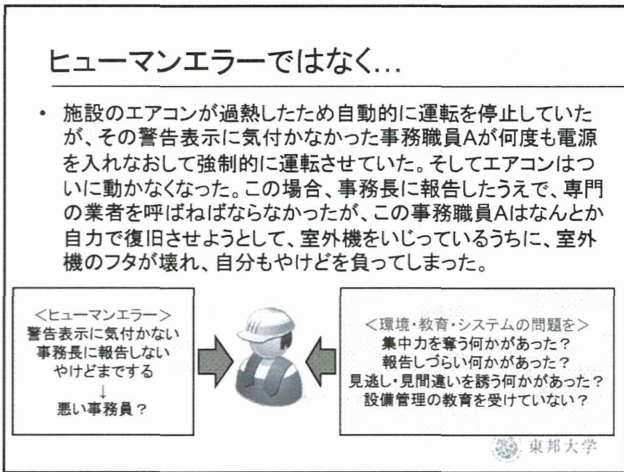 ヒューマンエラーではなく…
• 施設のエアコンが過熱したため自動的に運転を停止していた
が、その警告表示に気付かなかった事務職員Aが何度も電源
を入れなおして強制的に運転させていた。そしてエアコンはつ
いに動かなくなった。この場合、事務長に報告したうえで、専門
の業者を呼ばねばならなかったが、この事務職員Aはなんとか
自力で復旧させようとして、室外機をいじっているうちに、室外
機のフタが壊れ、自分もやけどを負ってしまった。
＜ヒューマンエラー＞
警告表示に気付かない
事務長に報告しない
やけどまでする
↓
悪い事務員？
＜環境・教育・システムの問題を＞
集中力を奪う何かがあった？
報告しづらい何かがあった？
見逃し・見間違いを誘う何かがあった？
設備管理の教育を受けていない？
東邦大学